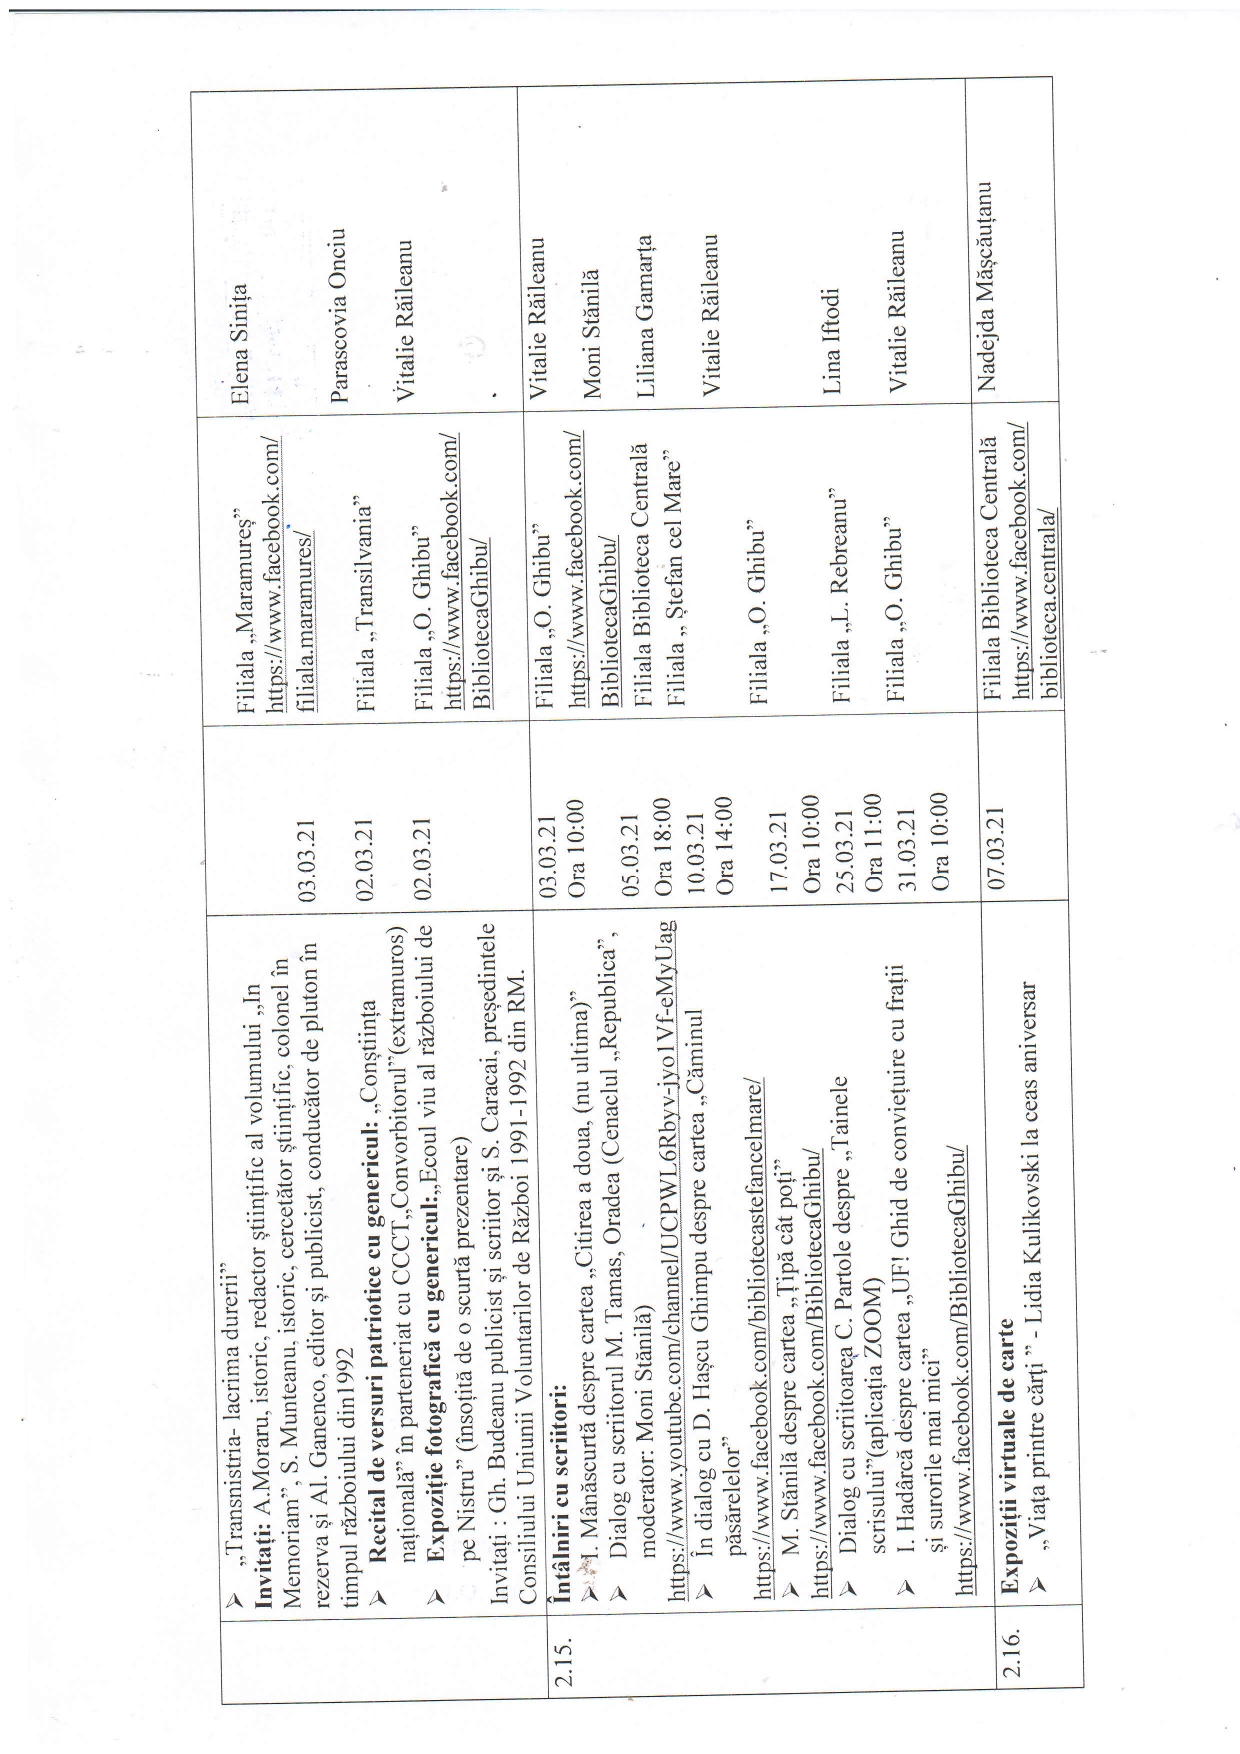 ➢ „Transnistria- lacrima durerii”
Invitați: A.Moraru, istoric, redactor științific al volumului „In
Memoriam”, S. Munteanu, istoric, cercetător științific, colonel în
rezerva și Al. Ganenco, editor și publicist, conducător de pluton în
timpul războiului din1992
➢ Recital de versuri patriotice cu genericul: „Conștiința
națională” în parteneriat cu CCCT„Convorbitorul”(extramuros)
➢ Expoziție fotografică cu genericul:„Ecoul viu al războiului de
pe Nistru” (însoțită de o scurtă prezentare)
Invitați : Gh. Budeanu publicist și scriitor și S. Caracai, președintele
Consiliului Uniunii Voluntarilor de Război 1991-1992 din RM.
03.03.21
02.03.21
02.03.21
Filiala „Maramureș”
https://www.facebook.com/
filiala.maramures/
Filiala „Transilvania”
Filiala „O. Ghibu”
https://www.facebook.com/
BibliotecaGhibu/
Elena Sinița
Parascovia Onciu
Vitalie Răileanu
2.15.
Întâlniri cu scriitori:
➢ I. Mânăscurtă despre cartea „Citirea a doua, (nu ultima)”
➢ Dialog cu scriitorul M. Tamas, Oradea (Cenaclul „Republica”,
moderator: Moni Stănilă)
https://www.youtube.com/channel/UCPWL6Rbyv-jyo1Vf-eMyUag
➢ În dialog cu D. Hașcu Ghimpu despre cartea „Căminul
păsărelelor”
https://www.facebook.com/bibliotecastefancelmare/
➢ M. Stănilă despre cartea „Țipă cât poți”
https://www.facebook.com/BibliotecaGhibu/
➢ Dialog cu scriitoarea C. Partole despre „Tainele
scrisului”(aplicația ZOOM)
➢ I. Hadârcă despre cartea „UF! Ghid de conviețuire cu frații
și surorile mai mici”
https://www.facebook.com/BibliotecaGhibu/
03.03.21
Ora 10:00
05.03.21
Ora 18:00
10.03.21
Ora 14:00
17.03.21
Ora 10:00
25.03.21
Ora 11:00
31.03.21
Ora 10:00
Filiala „O. Ghibu”
https://www.facebook.com/
BibliotecaGhibu/
Filiala Biblioteca Centrală
Filiala „ Ștefan cel Mare”
Filiala „O. Ghibu”
Filiala „L. Rebreanu”
Filiala „O. Ghibu”
Vitalie Răileanu
Moni Stănilă
Liliana Gamarța
Vitalie Răileanu
Lina Iftodi
Vitalie Răileanu
2.16.
Expoziții virtuale de carte
➢ „Viaţa printre cărţi ” - Lidia Kulikovski la ceas aniversar
07.03.21
Filiala Biblioteca Centrală
https://www.facebook.com/
biblioteca.centrala/
Nadejda Mâșcăuțanu